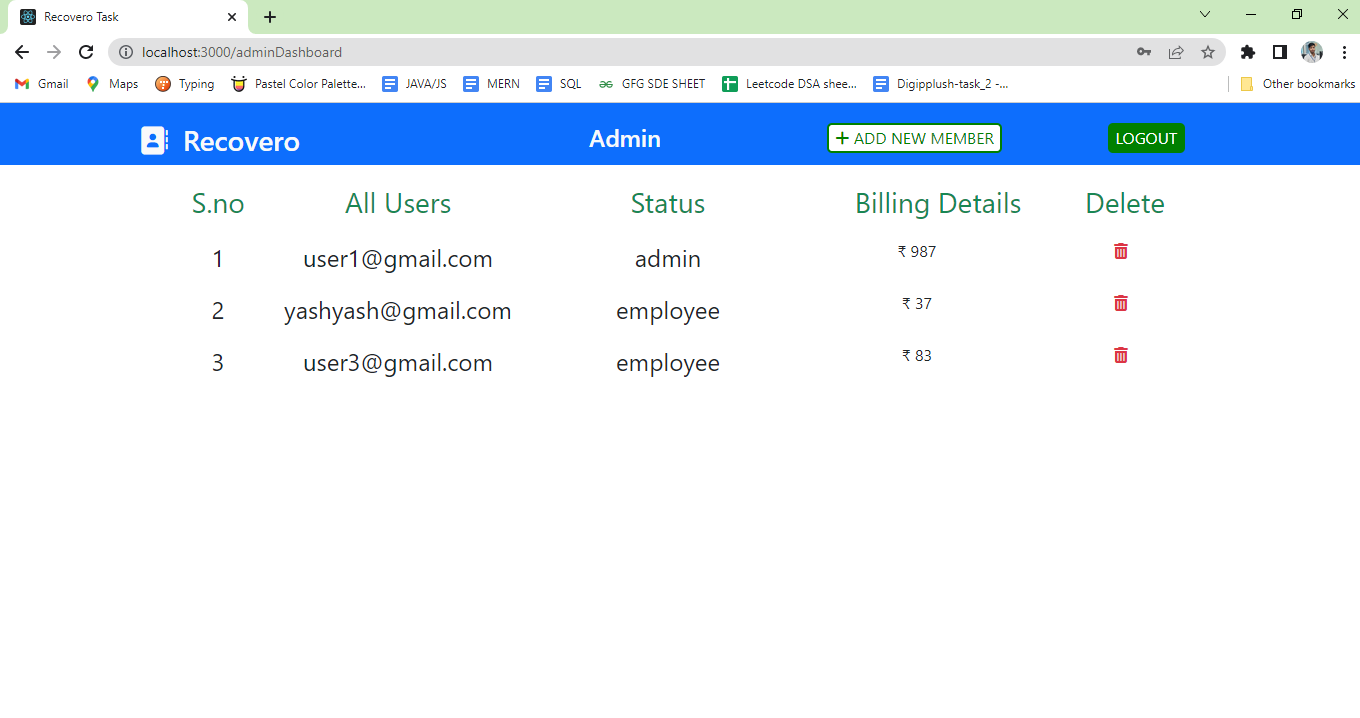 Recovero Task
localhost:3000/adminDashboard
Gmail Maps Typing Pastel Color Palette... JAVA/JS MERN SQL GFG SDE SHEET Leetcode DSA shee... Digipplush-task_2 -... Other bookmarks
Recovero Admin + ADD NEW MEMBER LOGOUT
S.no All Users Status Billing Details Delete
1 user1@gmail.com admin ₹ 987
2 yashyash@gmail.com employee ₹ 37
3 user3@gmail.com employee ₹ 83